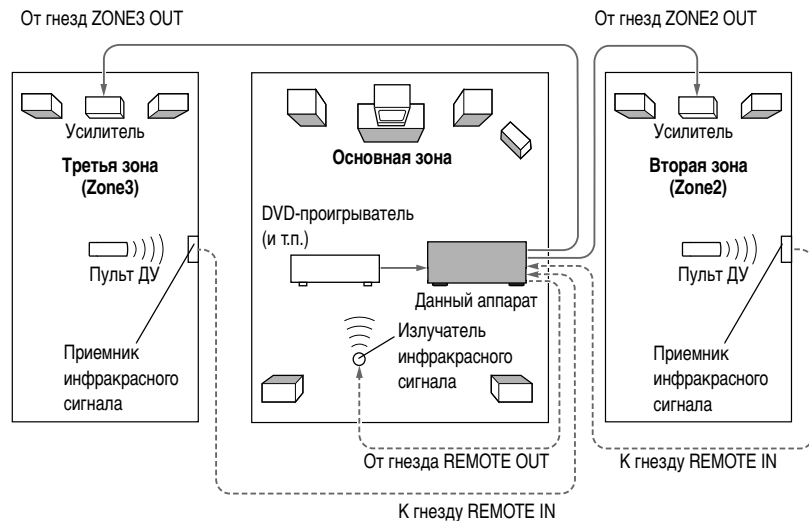 От гнезд ZONE3 OUT
От гнезд ZONE2 OUT
Усилитель
Третья зона
(Zone3)
Пульт ДУ
Приемник
инфракрасного
сигнала
Основная зона
DVD-проигрыватель
(и т.п.)
Данный аппарат
Излучатель
инфракрасного
сигнала
Усилитель
Вторая зона
(Zone2)
Пульт ДУ
Приемник
инфракрасного
сигнала
От гнезда REMOTE OUT
К гнезду REMOTE IN
К гнезду REMOTE IN